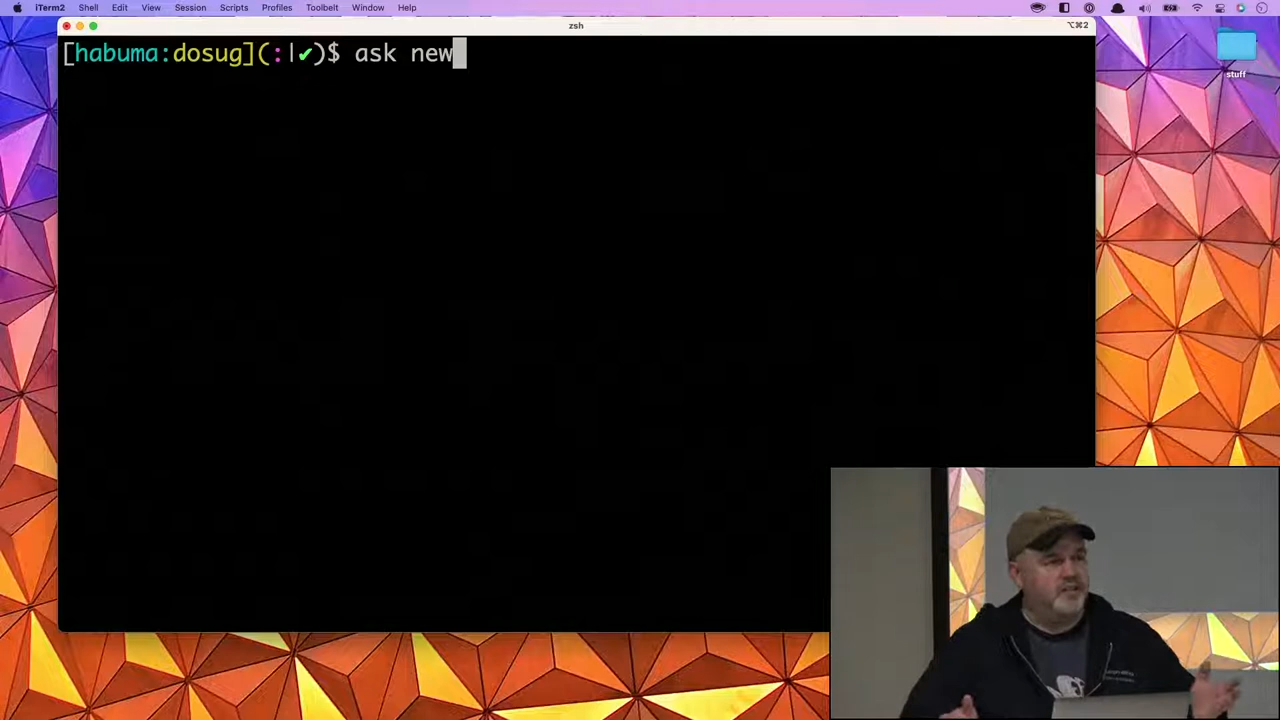 iTerm2 Shell Edit View Session Scripts Profiles Toolbelt Window Help
zsh
⌥⌘2
[habuma:dosug](:|✔)$ ask new
stuff